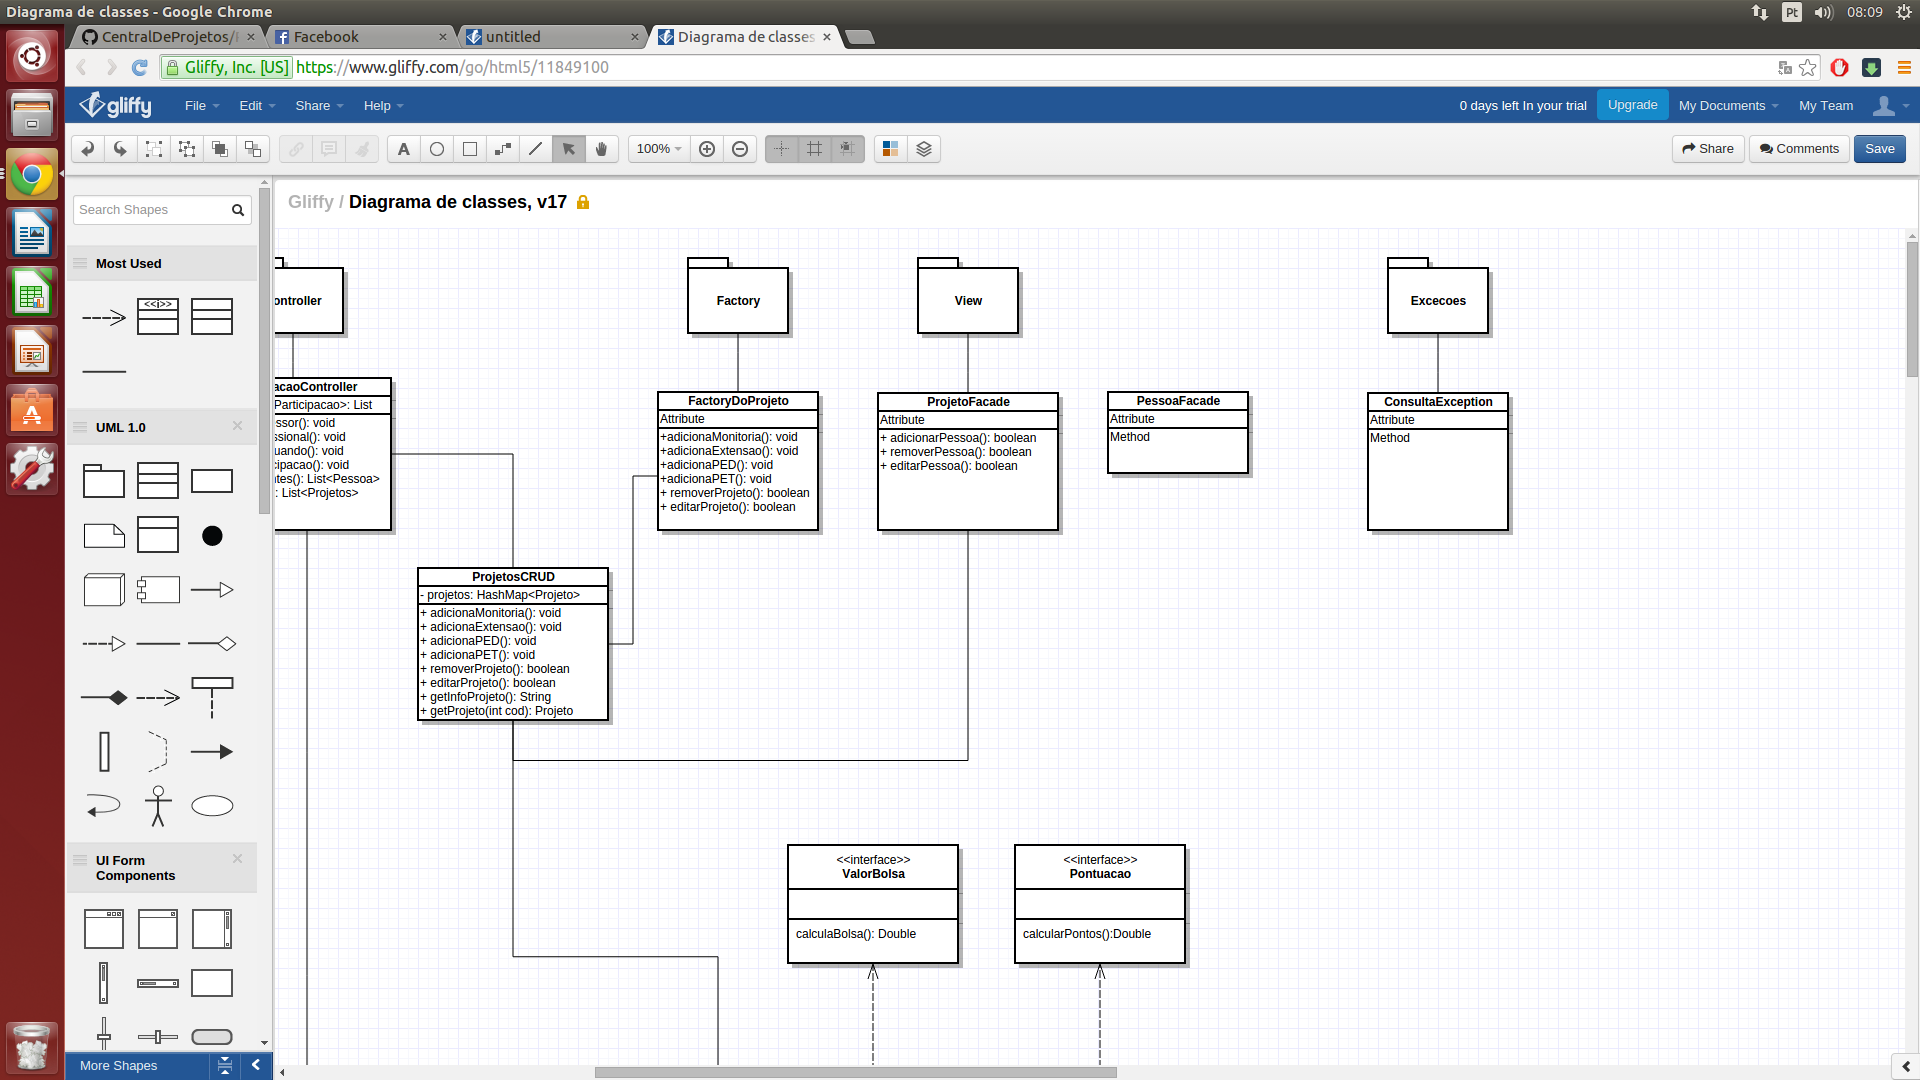 Diagrama de classes - Google Chrome
Pt
08:09
CentralDeProjetos/
Facebook
untitled
Diagrama de classes
Gliffy, Inc. [US]
https://www.gliffy.com/go/html5/11849100
gliffy
File
Edit
Share
Help
0 days left In your trial
Upgrade
My Documents
My Team
A
100%
Share
Comments
Save
Search Shapes
Gliffy / Diagrama de classes, v17
Most Used
<<i>>
UML 1.0
UI Form
Components
More Shapes
ontroller
Factory
View
Excecoes
acaoController
Participacao>: List
ssor(): void
ssional(): void
uando(): void
cipacao(): void
ntes(): List<Pessoa>
: List<Projetos>
FactoryDoProjeto
Attribute
+adicionaMonitoria(): void
+adicionaExtensao(): void
+adicionaPED(): void
+adicionaPET(): void
+ removerProjeto(): boolean
+ editarProjeto(): boolean
ProjetoFacade
Attribute
+ adicionarPessoa(): boolean
+ removerPessoa(): boolean
+ editarPessoa(): boolean
PessoaFacade
Attribute
Method
ConsultaException
Attribute
Method
ProjetosCRUD
- projetos: HashMap<Projeto>
+ adicionaMonitoria(): void
+ adicionaExtensao(): void
+ adicionaPED(): void
+ adicionaPET(): void
+ removerProjeto(): boolean
+ editarProjeto(): boolean
+ getInfoProjeto(): String
+ getProjeto(int cod): Projeto
<<interface>>
ValorBolsa
calculaBolsa(): Double
<<interface>>
Pontuacao
calcularPontos():Double